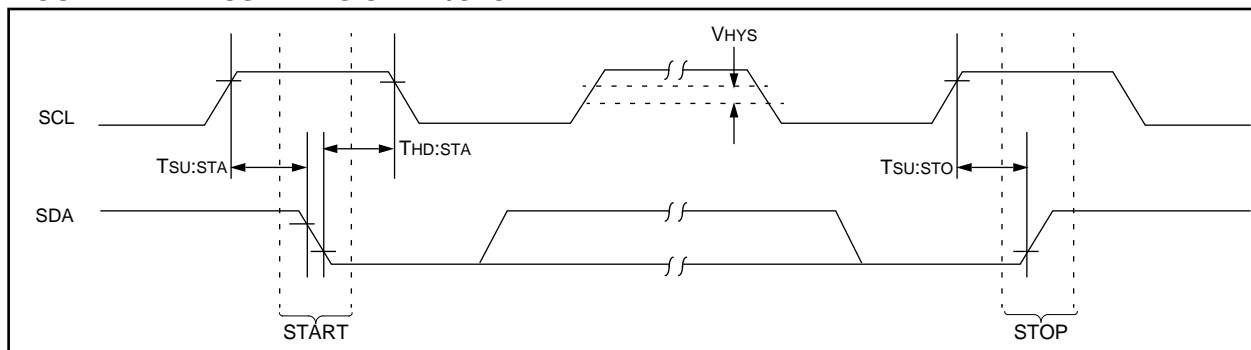 VHYS
SCL
THD:STA
TSU:STA
TSU:STO
SDA
START
STOP